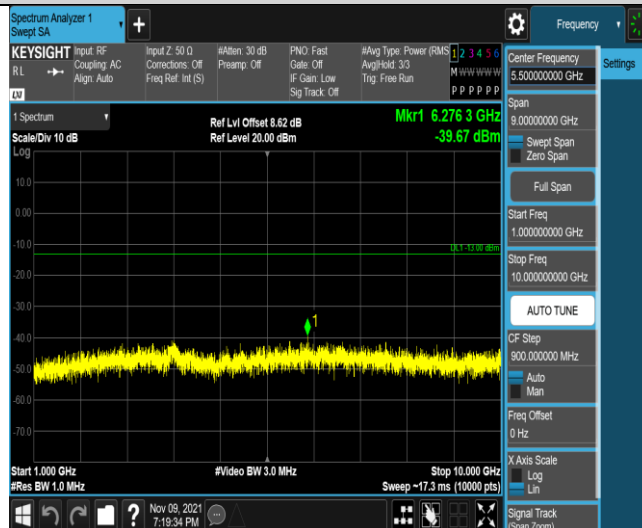 Spectrum Analyzer 1
Swept SA
+
Frequency
KEYSIGHT
RL
LXI
Input: RF
Coupling: AC
Align: Auto
Input Z: 50 Ω
Corrections: Off
Freq Ref: Int (S)
#Atten: 30 dB
Preamp: Off
PNO: Fast
Gate: Off
IF Gain: Low
Sig Track: Off
#Avg Type: Power (RMS
Avg|Hold: 3/3
Trig: Free Run
1 2 3 4 5 6
M W W W W W
P P P P P P
Center Frequency
5.500000000 GHz
Settings
Span
9.00000000 GHz
Swept Span
Zero Span
Full Span
Start Freq
1.000000000 GHz
Stop Freq
10.000000000 GHz
AUTO TUNE
CF Step
900.000000 MHz
Auto
Man
Freq Offset
0 Hz
X Axis Scale
Log
Lin
Signal Track
(Span Zoom)
1 Spectrum
Scale/Div 10 dB
Log
Ref Lvl Offset 8.62 dB
Ref Level 20.00 dBm
Mkr1 6.276 3 GHz
-39.67 dBm
10.0
0.00
-10.0
DL1 -13.00 dBm
-20.0
-30.0
1
-40.0
-50.0
-60.0
-70.0
Start 1.000 GHz
#Res BW 1.0 MHz
#Video BW 3.0 MHz
Stop 10.000 GHz
Sweep ~17.3 ms (10000 pts)
?
Nov 09, 2021
7:19:34 PM